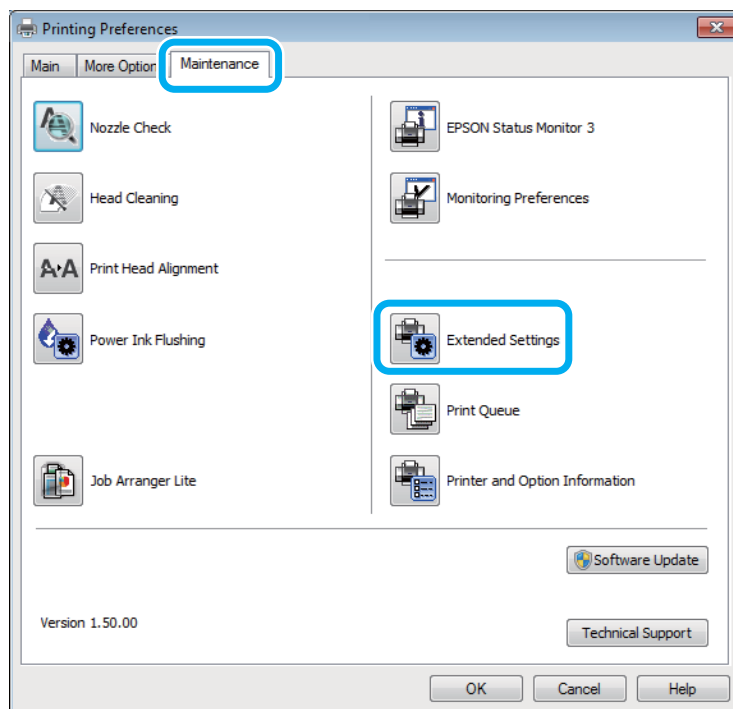 Printing Preferences
Main
More Option
Maintenance
Nozzle Check
Head Cleaning
Print Head Alignment
Power Ink Flushing
Job Arranger Lite
EPSON Status Monitor 3
Monitoring Preferences
Extended Settings
Print Queue
Printer and Option Information
Software Update
Version 1.50.00
Technical Support
OK
Cancel
Help